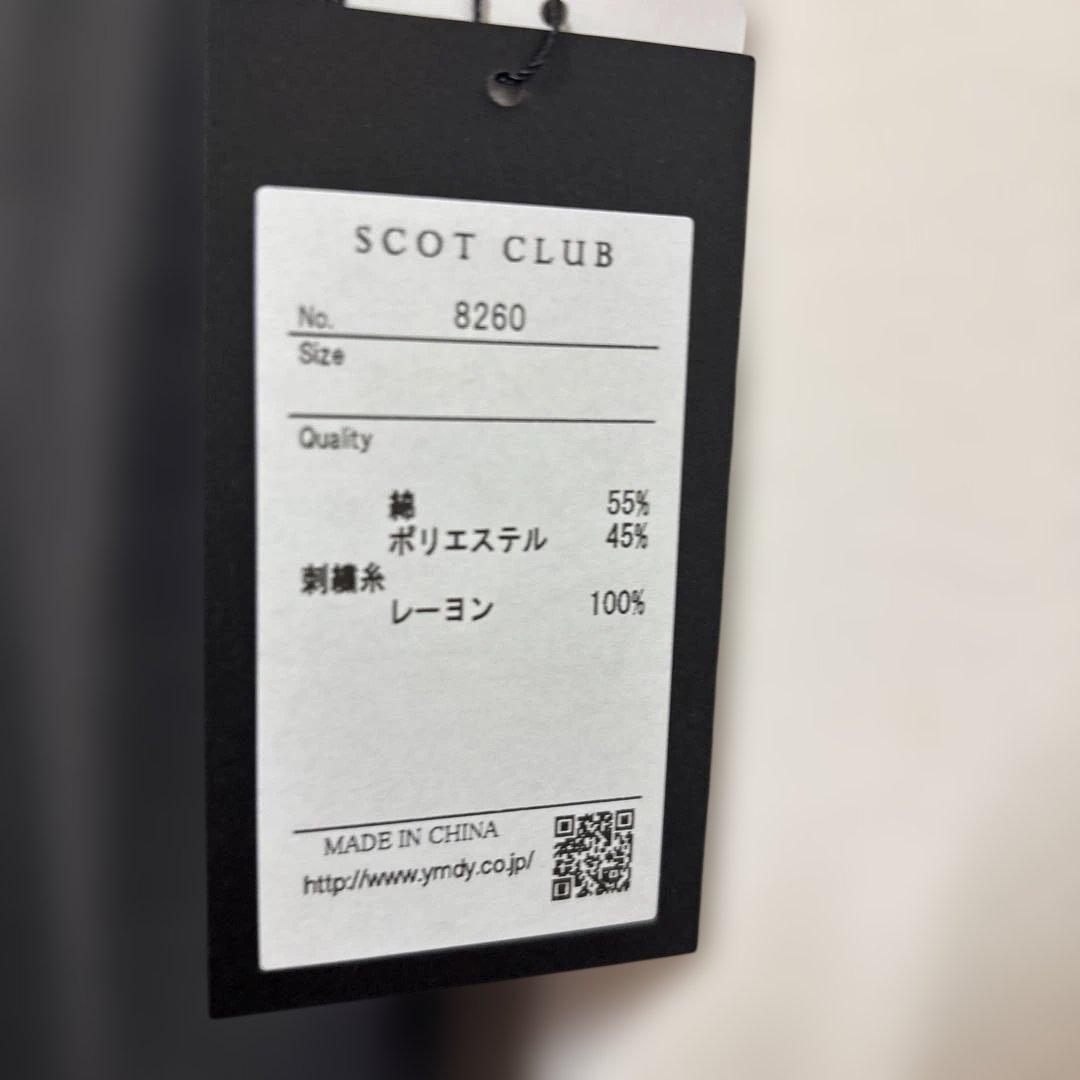 SCOT CLUB
No. 8260
Size
Quality
綿 55%
ポリエステル 45%
刺繍糸
レーヨン 100%
MADE IN CHINA
http://www.ymdy.co.jp/